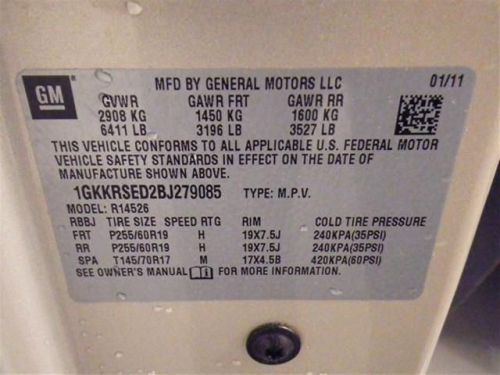 GM
MFD BY GENERAL MOTORS LLC 01/11
GVWR GAWR FRT GAWR RR
2908 KG 1450 KG 1600 KG
6411 LB 3196 LB 3527 LB
THIS VEHICLE CONFORMS TO ALL APPLICABLE U.S. FEDERAL MOTOR
VEHICLE SAFETY STANDARDS IN EFFECT ON THE DATE OF
MANUFACTURE SHOWN ABOVE.
1GKKRSED2BJ279085 TYPE: M.P.V.
MODEL: R14526
RBBJ TIRE SIZE SPEED RTG RIM COLD TIRE PRESSURE
FRT P255/60R19 H 19X7.5J 240KPA(35PSI)
RR P255/60R19 H 19X7.5J 240KPA(35PSI)
SPA T145/70R17 M 17X4.5B 420KPA(60PSI)
SEE OWNER'S MANUAL FOR MORE INFORMATION.